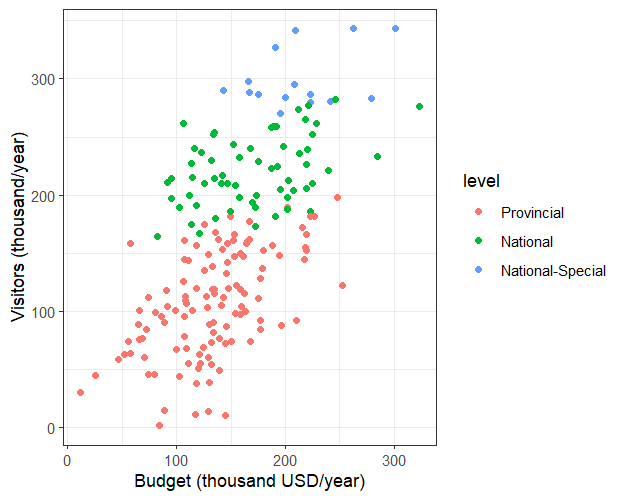 Visitors (thousand/year)
300
200
100
0
0 100 200 300
Budget (thousand USD/year)
level
Provincial
National
National-Special